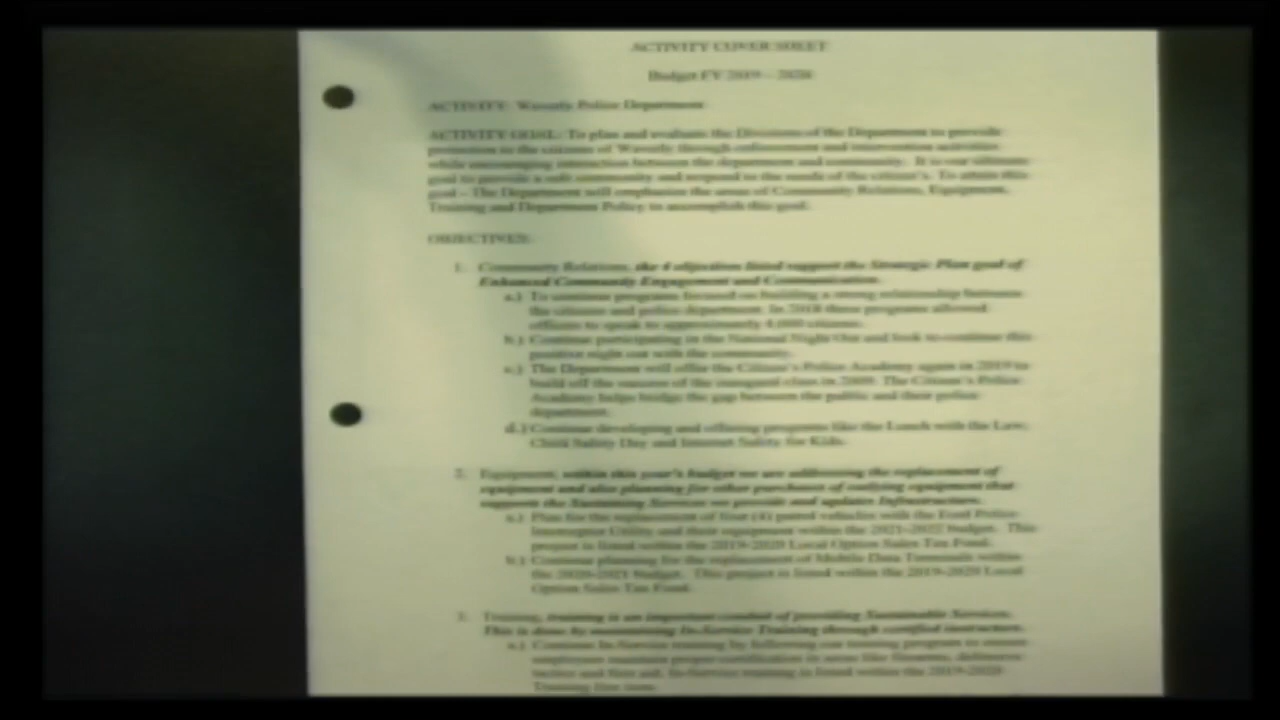 ACTIVITY COVER SHEET
Budget FY 2019 – 2020
ACTIVITY: Waverly Police Department
ACTIVITY GOAL: To plan and evaluate the Divisions of the Department to provide
protection to the citizens of Waverly through enforcement and intervention activities
while encouraging interaction between the department and community. It is our ultimate
goal to provide a safe community and respond to the needs of the citizen's. To attain this
goal – The Department will emphasize the areas of Community Relations, Equipment,
Training and Department Policy to accomplish this goal.
OBJECTIVES:
1. Community Relations, the 4 objectives listed support the Strategic Plan goal of
Enhanced Community Engagement and Communication.
a.) To continue programs focused on building a strong relationship between
the citizens and police department. In 2018 these programs allowed
officers to speak to approximately 4,000 citizens.
b.) Continue participating in the National Night Out and look to continue this
positive night out with the community.
c.) The Department will offer the Citizen's Police Academy again in 2019 to
build off the success of the inaugural class in 2009. The Citizen's Police
Academy helps bridge the gap between the public and their police
department.
d.) Continue developing and offering programs like the Lunch with the Law,
Child Safety Day and Internet Safety for Kids.
2. Equipment, within this year's budget we are addressing the replacement of
equipment and also planning for other purchases of outlying equipment that
supports the Sustaining Services we provide and updates Infrastructure.
a.) Plan for the replacement of four (4) patrol vehicles with the Ford Police
Interceptor Utility and their equipment within the 2021-2022 budget. This
project is listed within the 2019-2020 Local Option Sales Tax Fund.
b.) Continue planning for the replacement of Mobile Data Terminals within
the 2020-2021 budget. This project is listed within the 2019-2020 Local
Option Sales Tax Fund.
3. Training, training is an important conduit of providing Sustainable Services.
This is done by maintaining In-Service Training through certified instructors.
a.) Continue In-Service training by following our training program to ensure
employees maintain proper certification in areas like firearms, defensive
tactics and first aid. In-Service training is listed within the 2019-2020
Training line item.